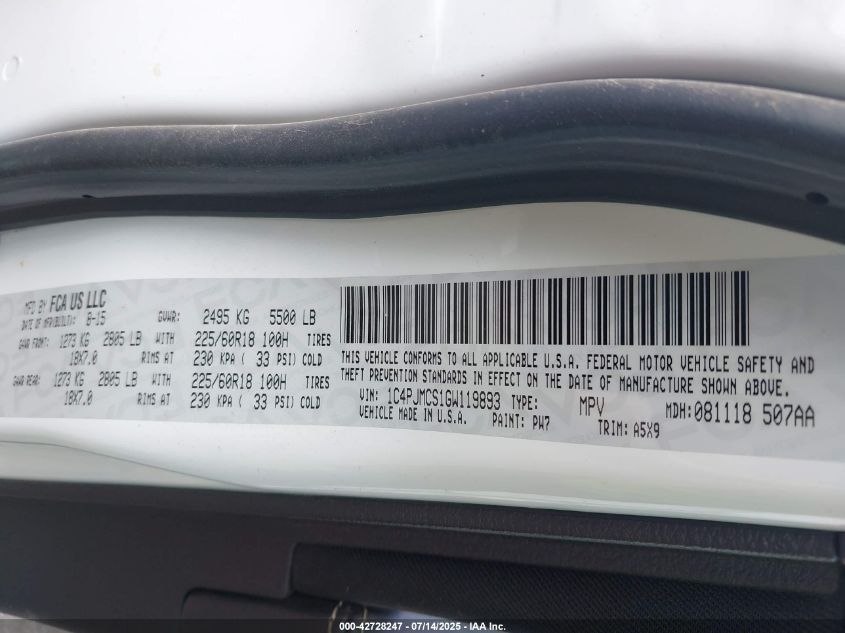 MFD BY FCA US LLC
DATE OF MFR(BUILT): 8-15 GVWR: 2495 KG 5500 LB
GAWR FRONT: 1273 KG 2805 LB WITH 225/60R18 100H TIRES
18X7.0 RIMS AT 230 KPA ( 33 PSI) COLD
GAWR REAR: 1273 KG 2805 LB WITH 225/60R18 100H TIRES
18X7.0 RIMS AT 230 KPA ( 33 PSI) COLD
THIS VEHICLE CONFORMS TO ALL APPLICABLE U.S.A. FEDERAL MOTOR VEHICLE SAFETY AND
THEFT PREVENTION STANDARDS IN EFFECT ON THE DATE OF MANUFACTURE SHOWN ABOVE.
VIN: 1C4PJMCS1GW119893 TYPE: MPV MDH: 081118 507AA
VEHICLE MADE IN U.S.A. PAINT: PW7 TRIM: A5X9
000-42728247 - 07/14/2025 - IAA Inc.